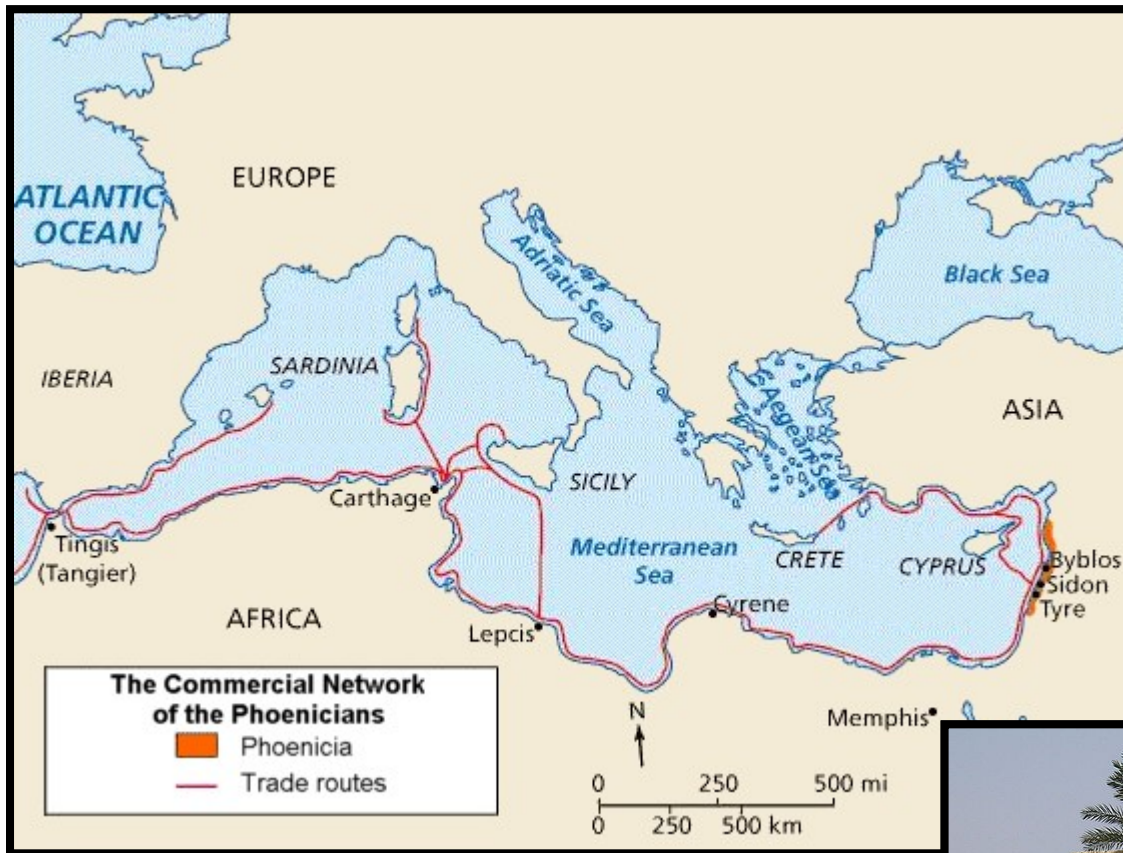 EUROPE
ATLANTIC
OCEAN
Adriatic Sea
Black Sea
SARDINIA
IBERIA
ASIA
Aegean Sea
Carthage
SICILY
Tingis
(Tangier)
Mediterranean
Sea
CRETE
CYPRUS
Byblos
Sidon
Tyre
Cyrene
AFRICA
Lepcis
The Commercial Network
of the Phoenicians
Phoenicia
Trade routes
N
Memphis
0 250 500 mi
0 250 500 km